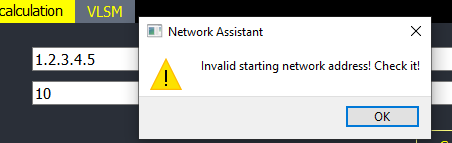 calculation VLSM
Network Assistant
1.2.3.4.5
Invalid starting network address! Check it!
10
OK